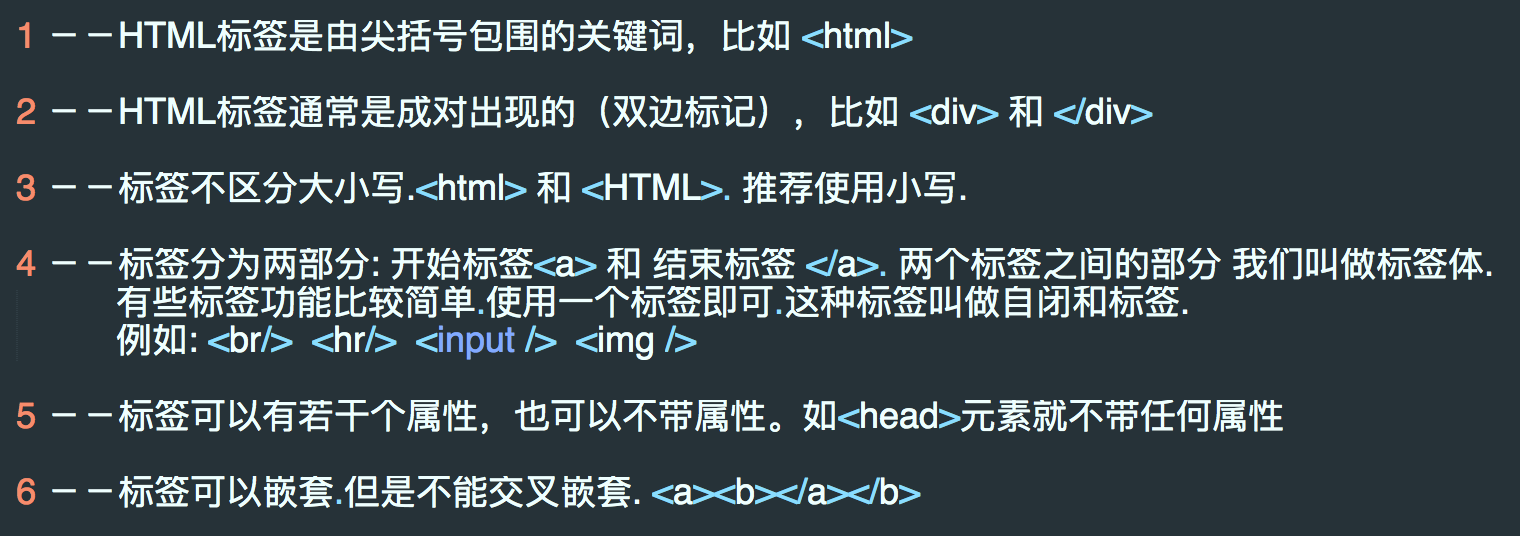 1 －－HTML标签是由尖括号包围的关键词，比如 <html>
2 －－HTML标签通常是成对出现的（双边标记），比如 <div> 和 </div>
3 －－标签不区分大小写.<html> 和 <HTML>. 推荐使用小写.
4 －－标签分为两部分: 开始标签<a> 和 结束标签 </a>. 两个标签之间的部分 我们叫做标签体.
有些标签功能比较简单.使用一个标签即可.这种标签叫做自闭和标签.
例如: <br/> <hr/> <input /> <img />
5 －－标签可以有若干个属性，也可以不带属性。如<head>元素就不带任何属性
6 －－标签可以嵌套.但是不能交叉嵌套. <a><b></a></b>